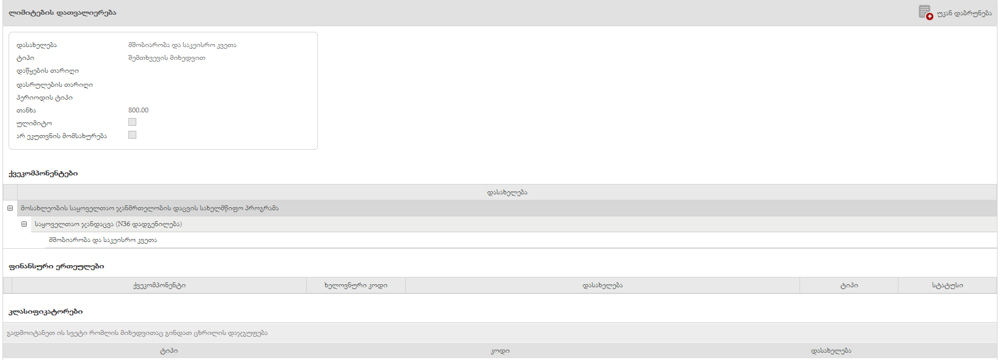 ლიმიტების დათვალიერება
უკან დაბრუნება
დასახელება მშობიარობა და საკეისრო კვეთა
ტიპი შემთხვევის მიხედვით
დაწყების თარიღი
დასრულების თარიღი
პერიოდის ტიპი
თანხა 800.00
ულიმიტო
არ ეკუთვნის მომსახურება
ქვეკომპონენტები
დასახელება
მოსახლეობის საყოველთაო ჯანმრთელობის დაცვის სახელმწიფო პროგრამა
საყოველთაო ჯანდაცვა (N36 დადგენილება)
მშობიარობა და საკეისრო კვეთა
ფინანსური ერთეულები
ქვეკომპონენტი ხელოვნური კოდი დასახელება ტიპი სტატუსი
კლასიფიკატორები
გადმოიტანეთ ის სვეტი რომლის მიხედვითაც გინდათ ცხრილის დაჯგუფება
ტიპი კოდი დასახელება